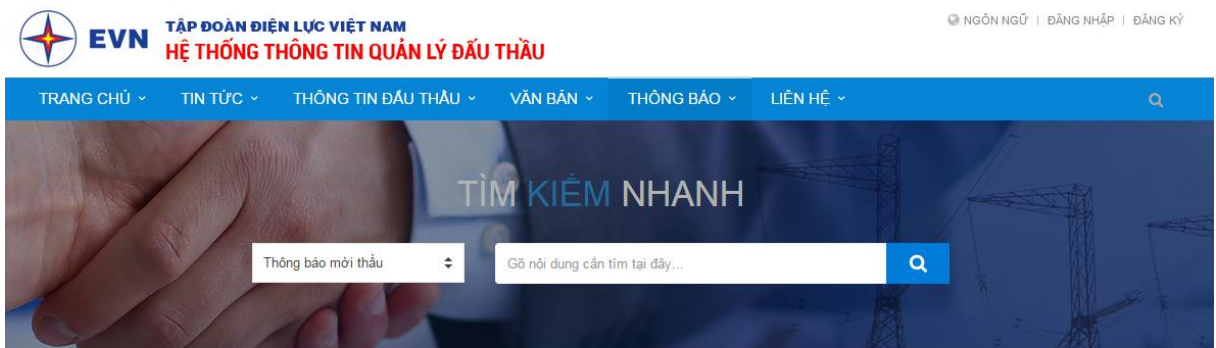 NGÔN NGỮ | ĐĂNG NHẬP | ĐĂNG KÝ
EVN
TẬP ĐOÀN ĐIỆN LỰC VIỆT NAM
HỆ THỐNG THÔNG TIN QUẢN LÝ ĐẤU THẦU
TRANG CHỦ TIN TỨC THÔNG TIN ĐẤU THẦU VĂN BẢN THÔNG BÁO LIÊN HỆ
TÌM KIẾM NHANH
Thông báo mời thầu Gõ nội dung cần tìm tại đây...